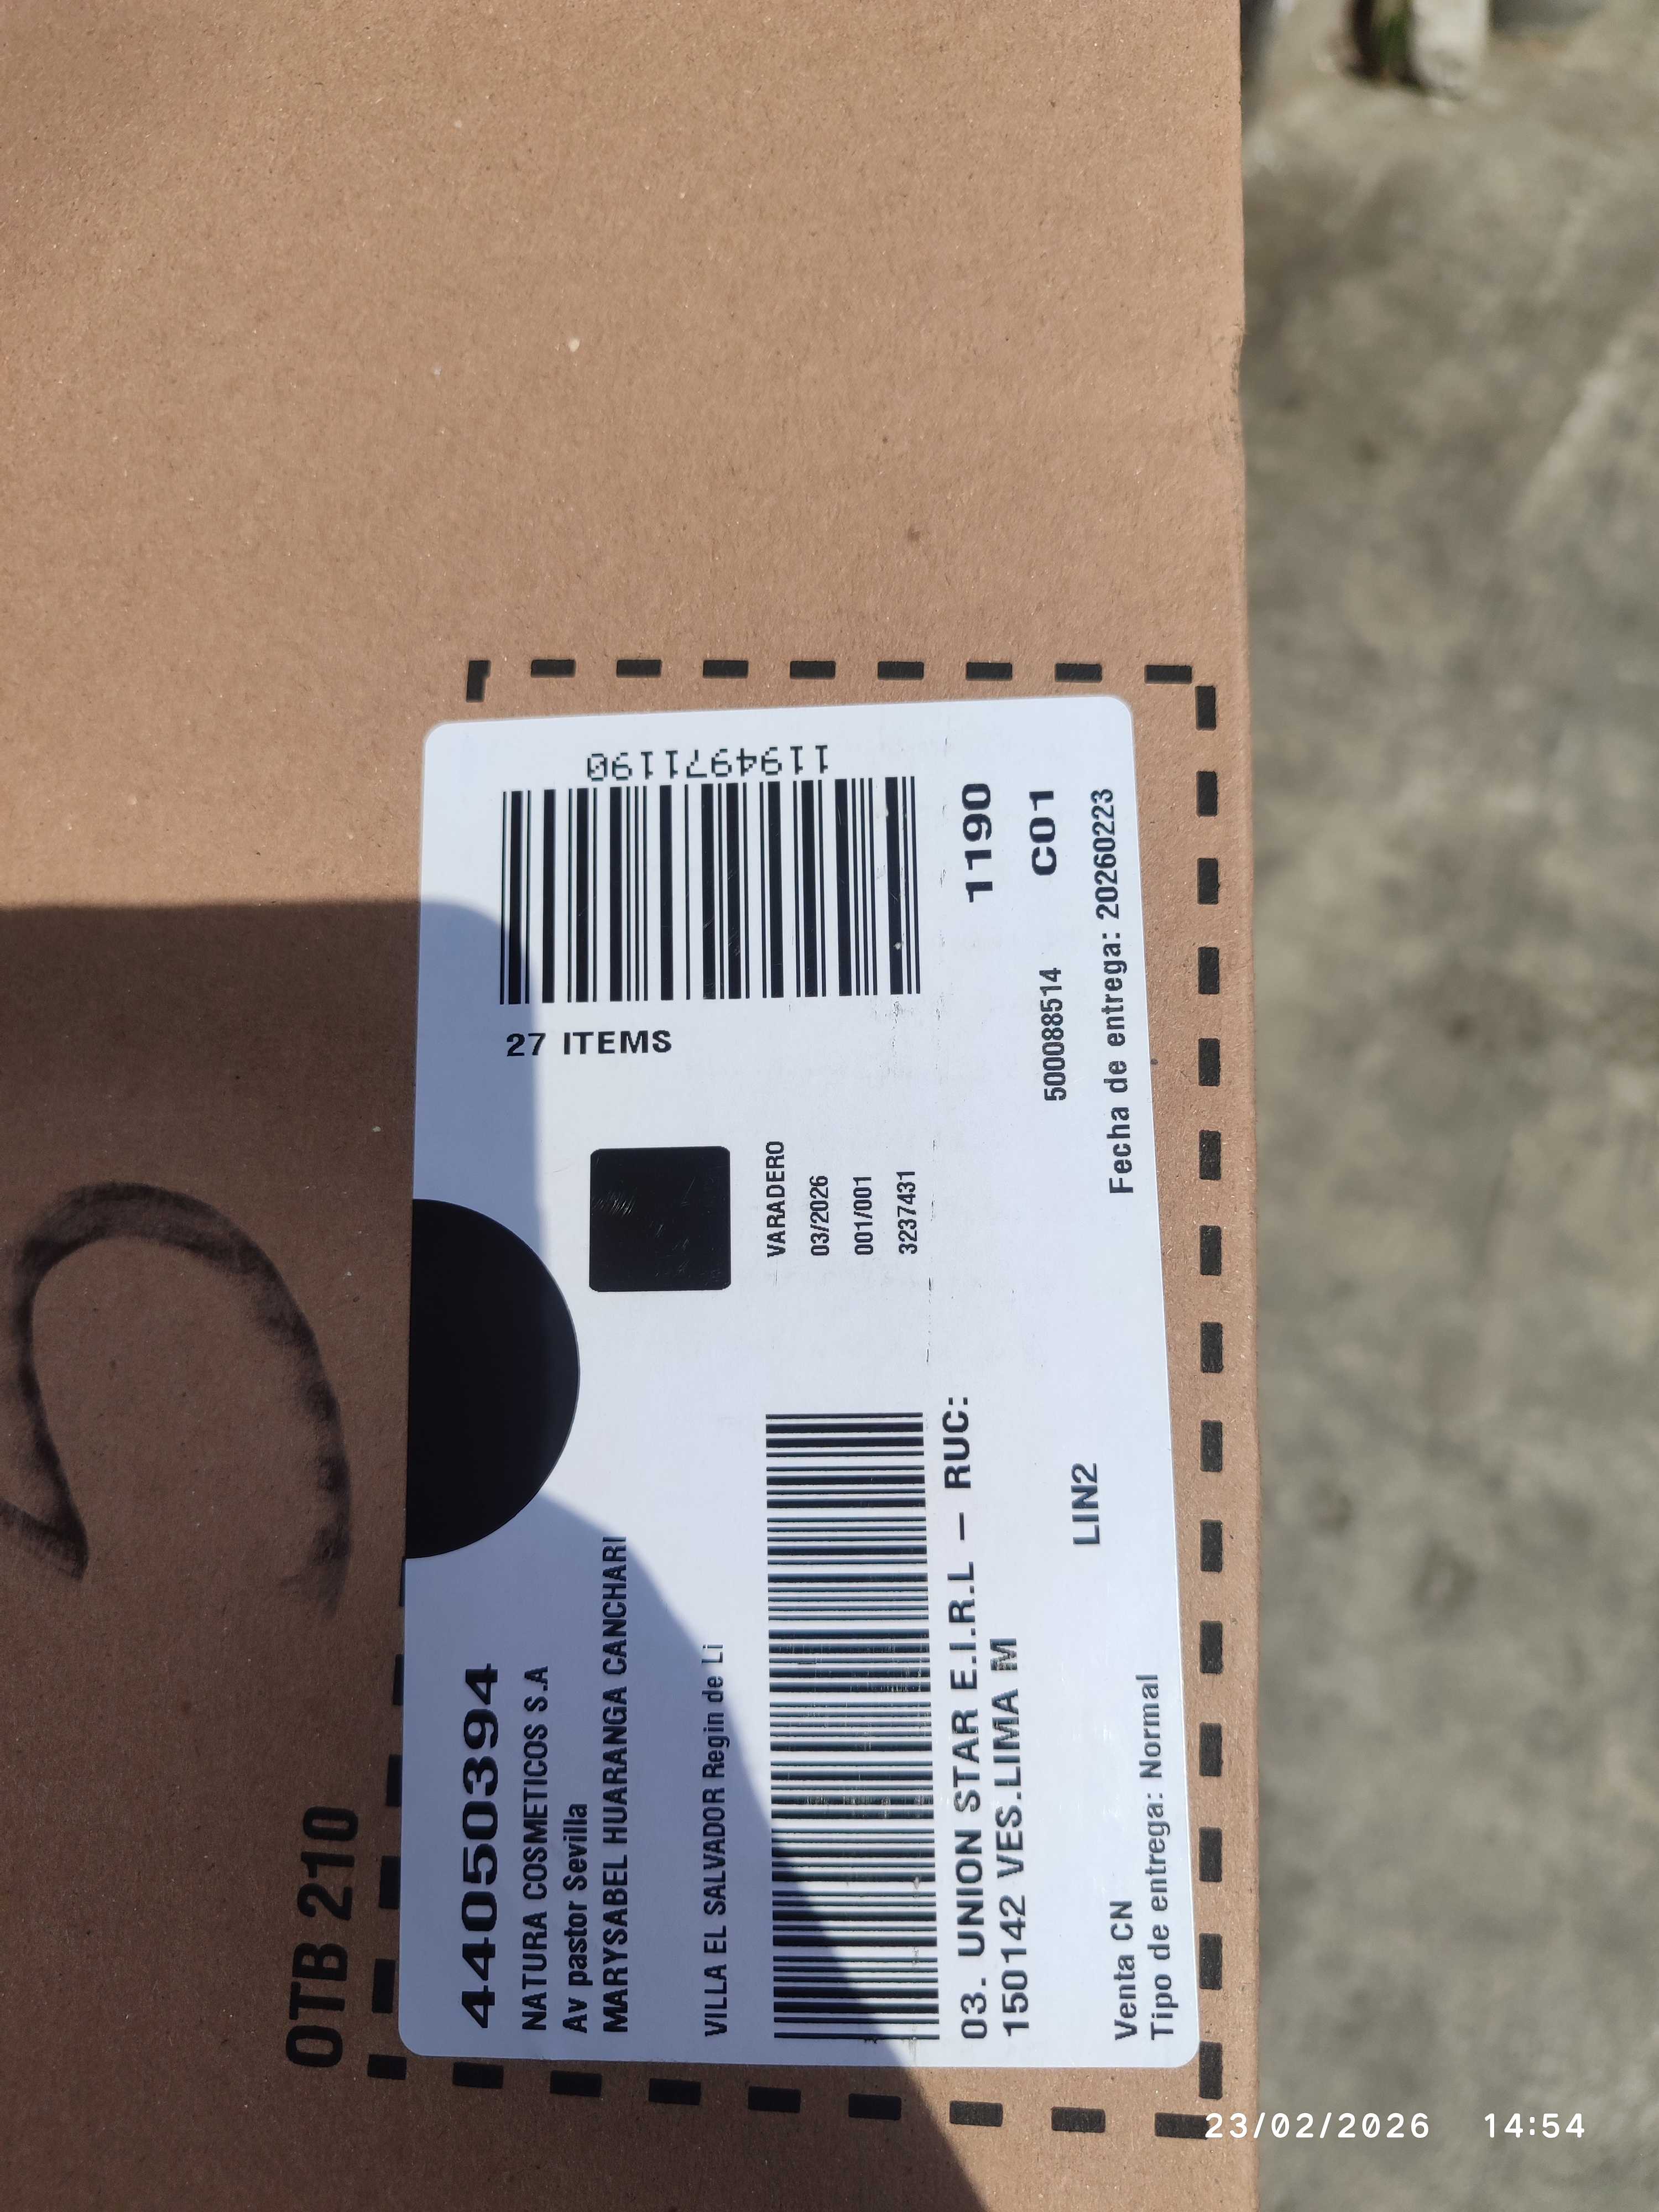 OTB 210
44050394
NATURA COSMETICOS S.A
Av pastor Sevilla
MARYSABEL HUARANGA CANCHARI
VILLA EL SALVADOR Regin de Li
27 ITEMS
1194971190
VARADERO
03/2026
001/001
3237431
03. UNION STAR E.I.R.L – RUC:
150142 VES.LIMA M
1190
C01
LIN2
500088514
Venta CN
Tipo de entrega: Normal
Fecha de entrega: 20260223
23/02/2026 14:54